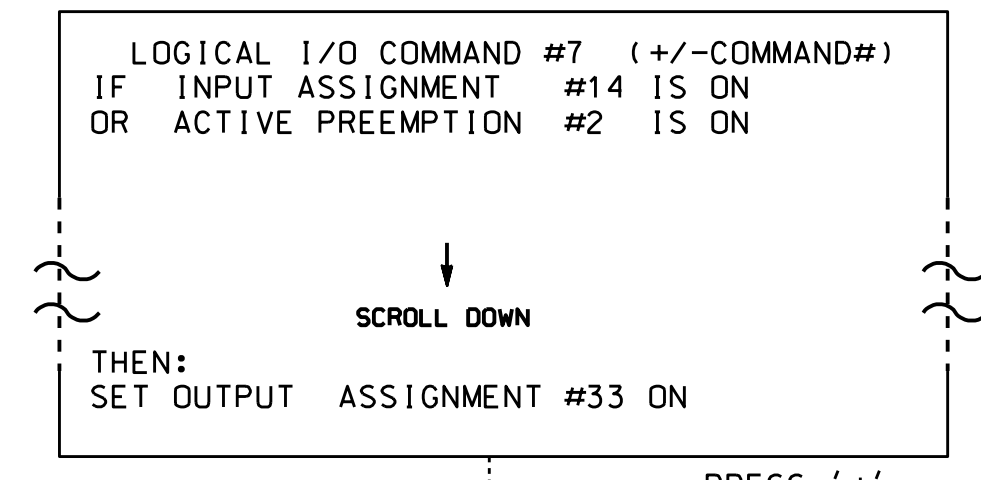 LOGICAL I/O COMMAND #7 (+/-COMMAND#)
IF INPUT ASSIGNMENT #14 IS ON
OR ACTIVE PREEMPTION #2 IS ON
SCROLL DOWN
THEN:
SET OUTPUT ASSIGNMENT #33 ON
PRESS '+'